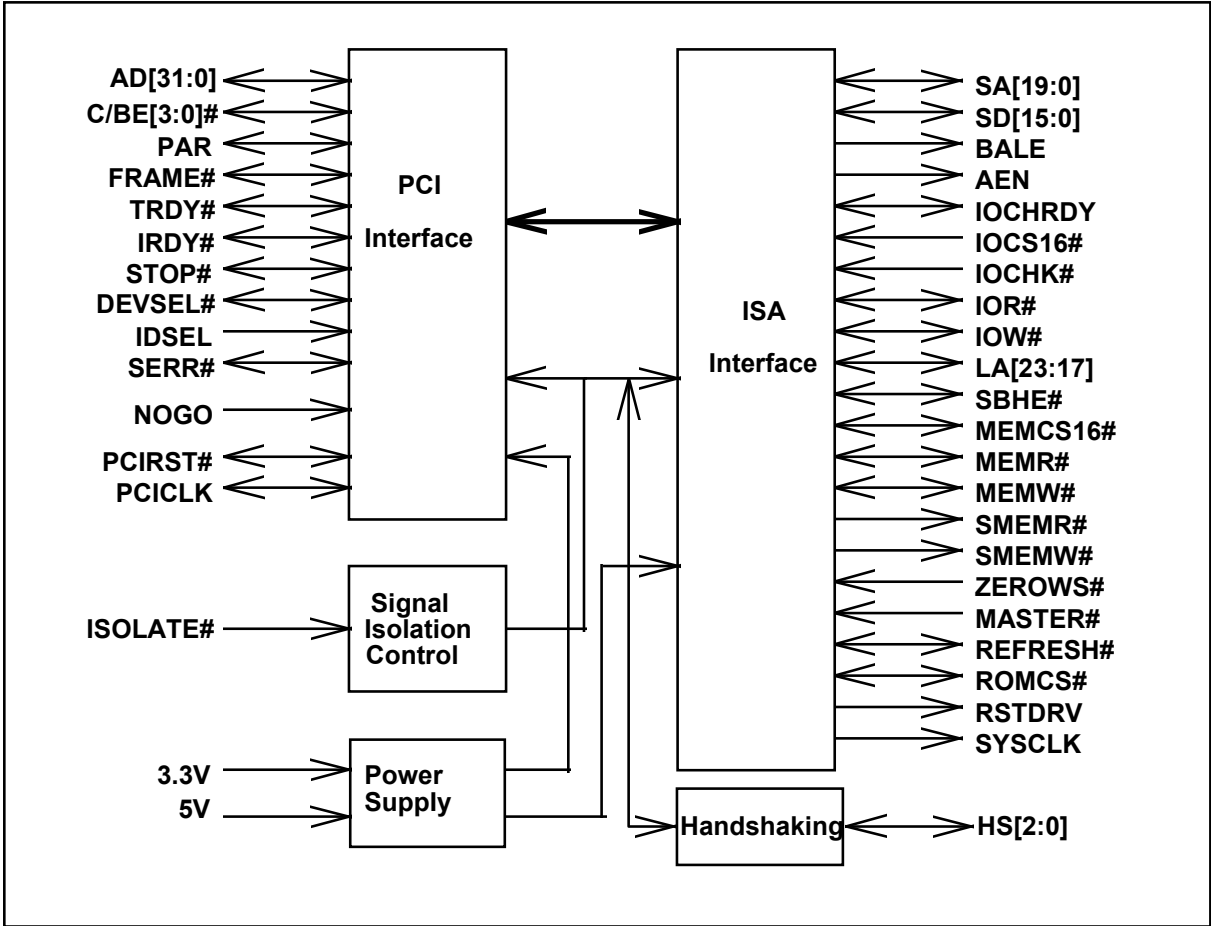 AD[31:0]
C/BE[3:0]#
PAR
FRAME#
TRDY#
IRDY#
STOP#
DEVSEL#
IDSEL
SERR#
NOGO
PCIRST#
PCICLK
PCI
Interface
ISOLATE#
Signal
Isolation
Control
3.3V
5V
Power
Supply
ISA
Interface
Handshaking
SA[19:0]
SD[15:0]
BALE
AEN
IOCHRDY
IOCS16#
IOCHK#
IOR#
IOW#
LA[23:17]
SBHE#
MEMCS16#
MEMR#
MEMW#
SMEMR#
SMEMW#
ZEROWS#
MASTER#
REFRESH#
ROMCS#
RSTDRV
SYSCLK
HS[2:0]